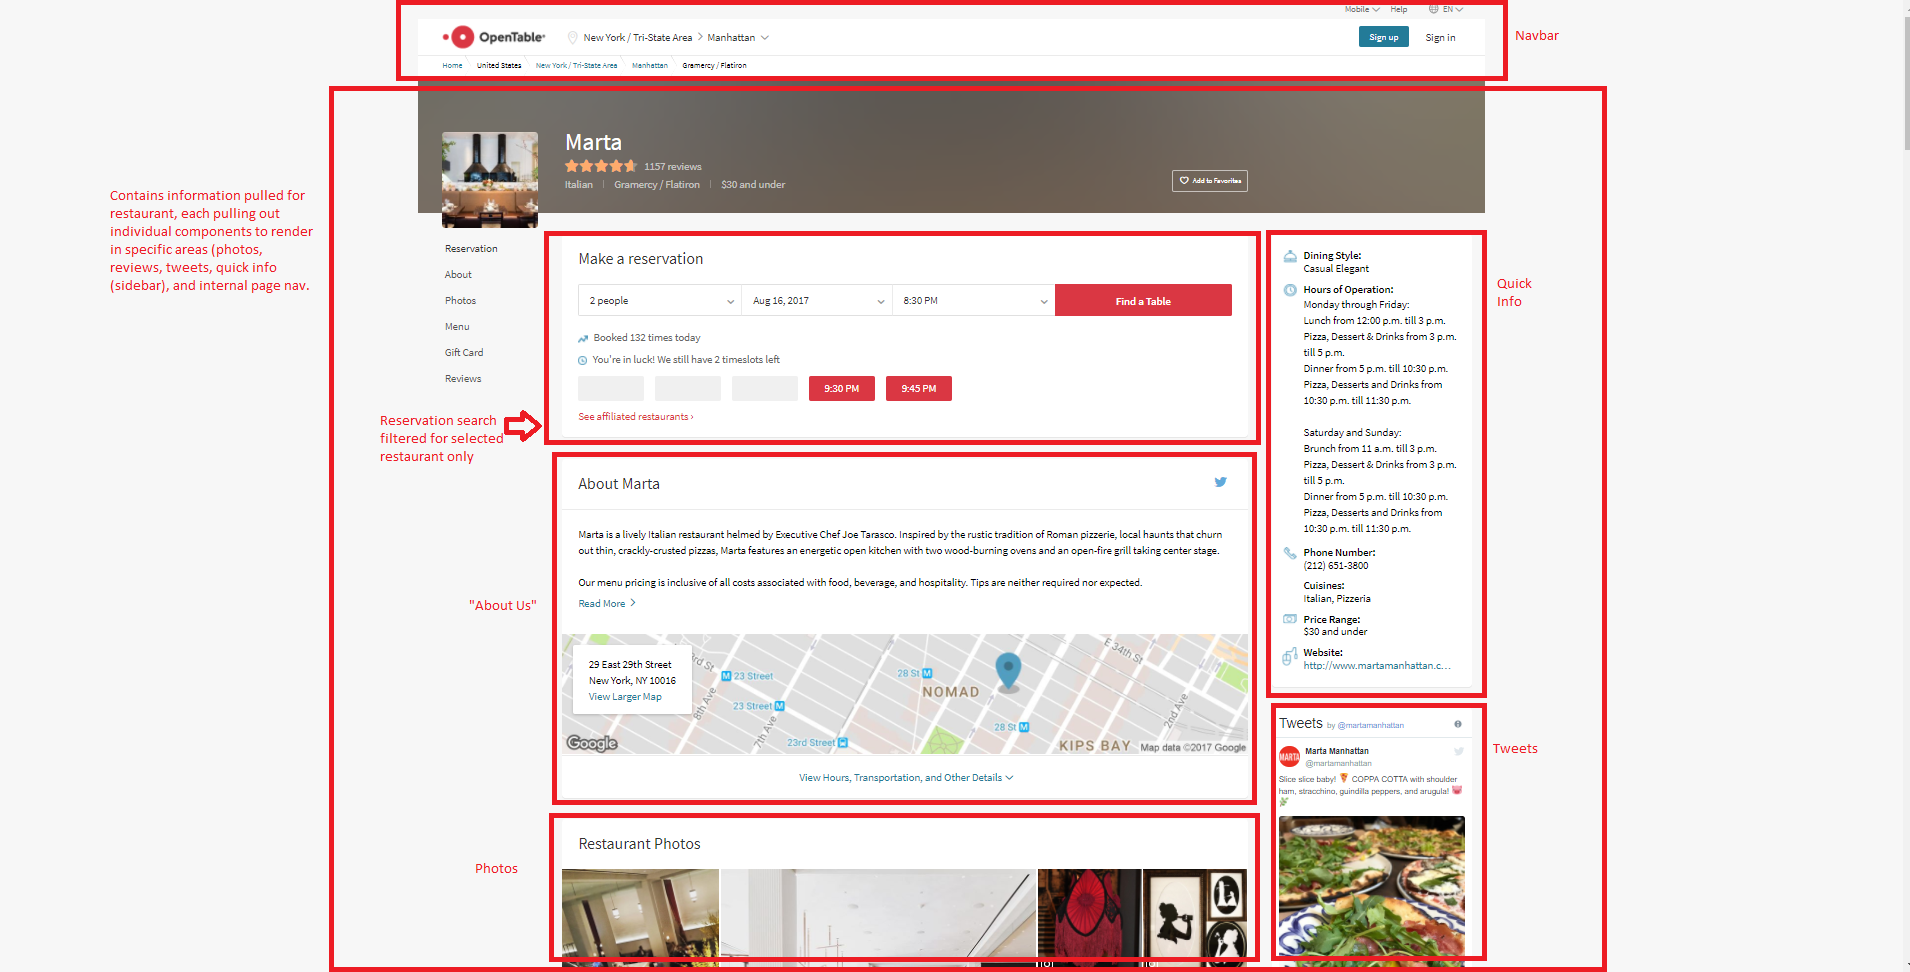 Mobile Help EN
OpenTable
New York / Tri-State Area > Manhattan
Sign up
Sign in
Navbar
Home United States New York / Tri-State Area Manhattan Gramercy / Flatiron
Marta
1157 reviews
Italian | Gramercy / Flatiron | $30 and under
Add to Favorites
Contains information pulled for
restaurant, each pulling out
individual components to render
in specific areas (photos,
reviews, tweets, quick info
(sidebar), and internal page nav.
Reservation
About
Photos
Menu
Gift Card
Reviews
Reservation search
filtered for selected
restaurant only
Make a reservation
2 people
Aug 16, 2017
8:30 PM
Find a Table
Booked 132 times today
You're in luck! We still have 2 timeslots left
9:30 PM
9:45 PM
See affiliated restaurants ›
Quick
Info
Dining Style:
Casual Elegant
Hours of Operation:
Monday through Friday:
Lunch from 12:00 p.m. till 3 p.m.
Pizza, Dessert & Drinks from 3 p.m.
till 5 p.m.
Dinner from 5 p.m. till 10:30 p.m.
Pizza, Desserts and Drinks from
10:30 p.m. till 11:30 p.m.
Saturday and Sunday:
Brunch from 11 a.m. till 3 p.m.
Pizza, Dessert & Drinks from 3 p.m.
till 5 p.m.
Dinner from 5 p.m. till 10:30 p.m.
Pizza, Desserts and Drinks from
10:30 p.m. till 11:30 p.m.
Phone Number:
(212) 651-3800
Cuisines:
Italian, Pizzeria
Price Range:
$30 and under
Website:
http://www.martamanhattan.c...
"About Us"
About Marta
Marta is a lively Italian restaurant helmed by Executive Chef Joe Tarasco. Inspired by the rustic tradition of Roman pizzerie, local haunts that churn
out thin, crackly-crusted pizzas, Marta features an energetic open kitchen with two wood-burning ovens and an open-fire grill taking center stage.
Our menu pricing is inclusive of all costs associated with food, beverage, and hospitality. Tips are neither required nor expected.
Read More >
29 East 29th Street
New York, NY 10016
View Larger Map
3rd St
M 23 Street
8th Ave
23 Street M
7th Ave
23rd Street
28 St M
NOMAD
28 St M
E 34th St
2nd Ave
KIPS BAY
Google
Map data ©2017 Google
View Hours, Transportation, and Other Details
Tweets
Tweets by @martamanhattan
MARTA
Marta Manhattan
@martamanhattan
Slice slice baby! 🍕 COPPA COTTA with shoulder
ham, stracchino, guindilla peppers, and arugula! 🐷
🌿
Photos
Restaurant Photos